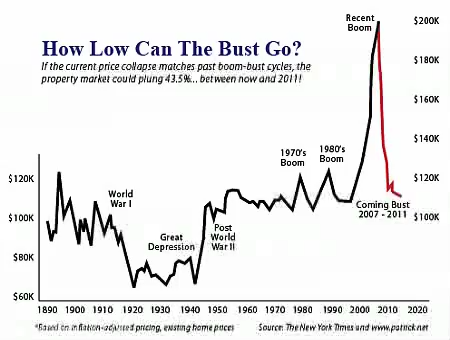 How Low Can The Bust Go?
If the current price collapse matches past boom-bust cycles, the
property market could plung 43.5%... between now and 2011!
Recent
Boom
$200K
$180K
$160K
$140K
$120K
$100K
1970's
Boom
1980's
Boom
Coming Bust
2007 - 2011
World
War I
Great
Depression
Post
World
War II
$120K
$100K
$80K
$60K
1890 1900 1910 1920 1930 1940 1950 1960 1970 1980 1990 2000 2010 2020
*Based on inflation-adjusted pricing, existing home prices
Source: The New York Times and www.patrick.net